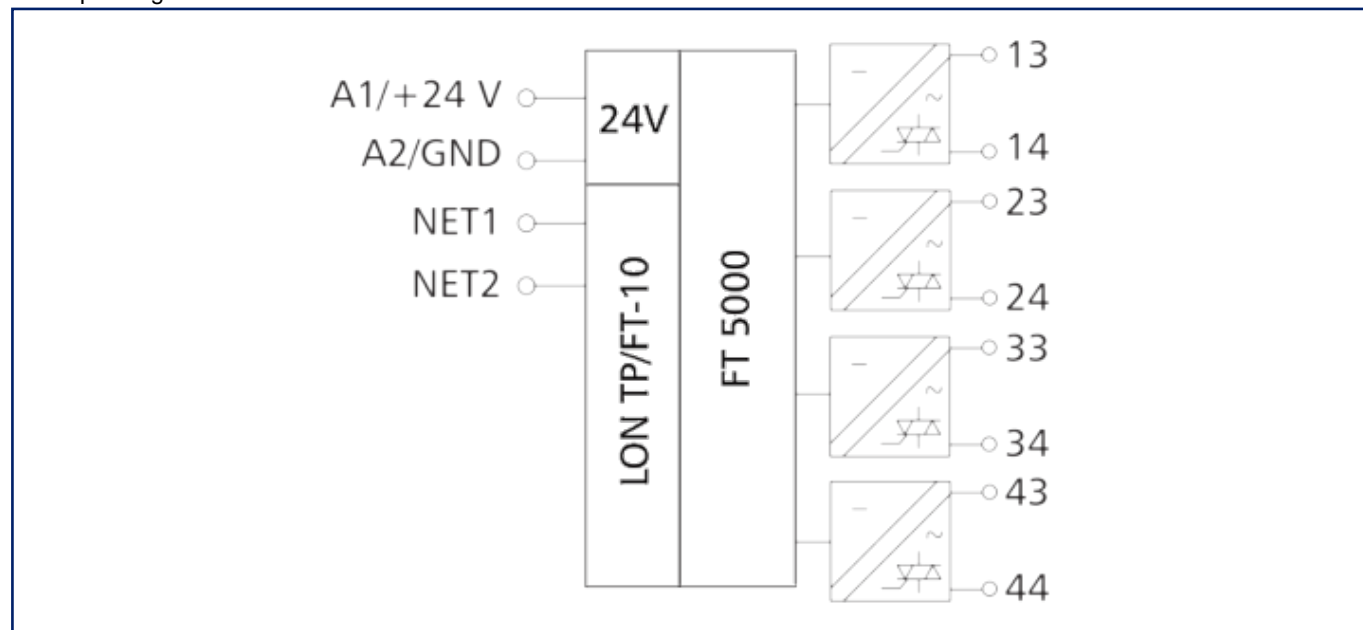 A1/+24 V
A2/GND
NET1
NET2
24V
LON TP/FT-10
FT 5000
13
14
23
24
33
34
43
44